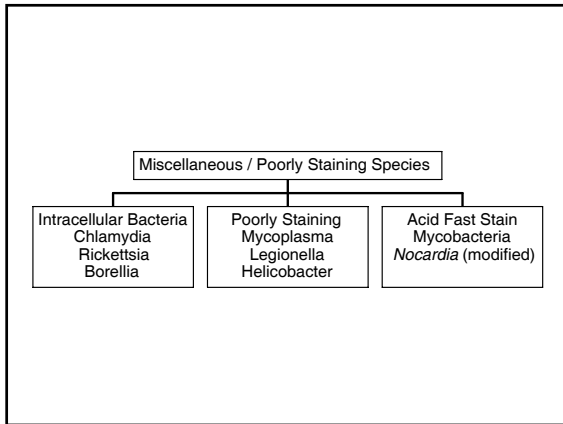 Miscellaneous / Poorly Staining Species
Intracellular Bacteria
Chlamydia
Rickettsia
Borellia
Poorly Staining
Mycoplasma
Legionella
Helicobacter
Acid Fast Stain
Mycobacteria
Nocardia (modified)